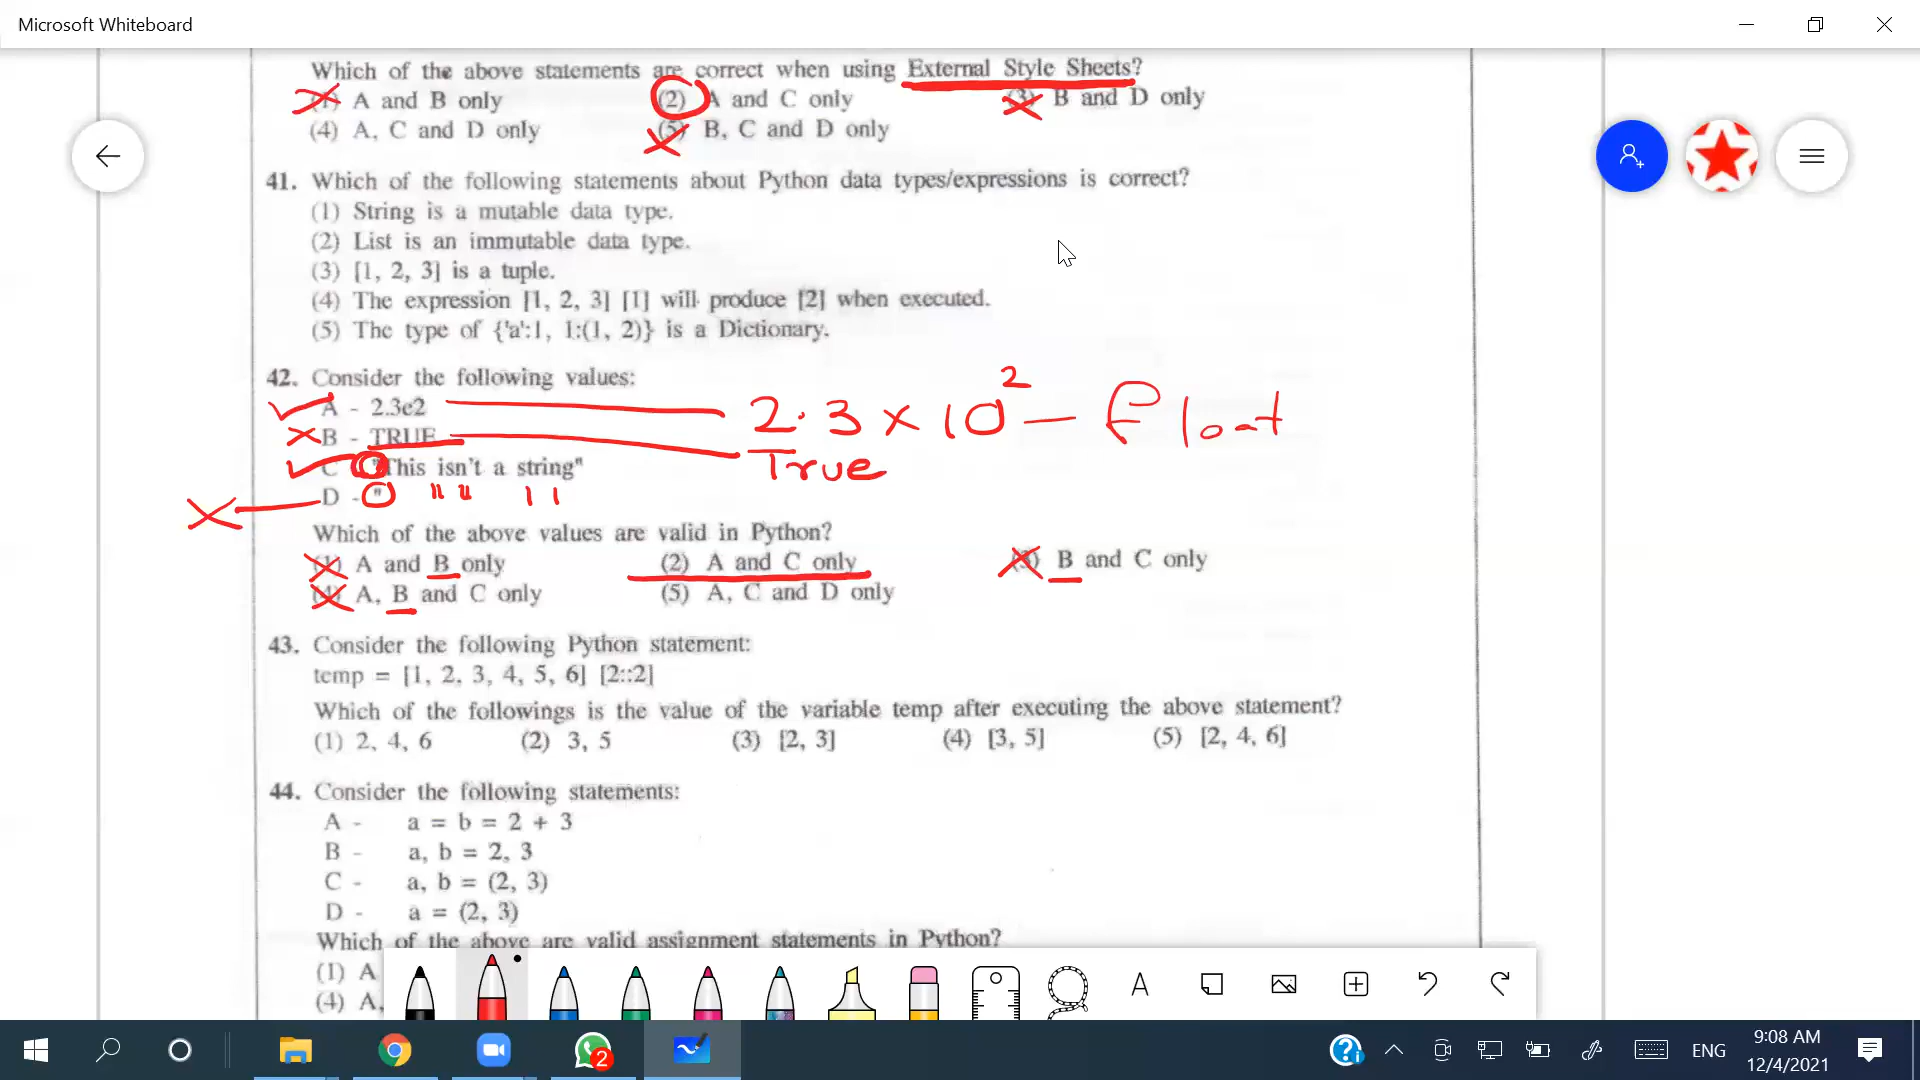 Microsoft Whiteboard
Which of the above statements are correct when using External Style Sheets?
(1) A and B only (2) A and C only (3) B and D only
(4) A, C and D only (5) B, C and D only
41. Which of the following statements about Python data types/expressions is correct?
(1) String is a mutable data type.
(2) List is an immutable data type.
(3) [1, 2, 3] is a tuple.
(4) The expression [1, 2, 3] [1] will produce [2] when executed.
(5) The type of {'a':1, 1:(1, 2)} is a Dictionary.
42. Consider the following values:
A - 2.3e2 2.3 × 10² — Float
B - TRUE True
C - "This isn't a string"
D - " " " ' '
Which of the above values are valid in Python?
(1) A and B only (2) A and C only (3) B and C only
(4) A, B and C only (5) A, C and D only
43. Consider the following Python statement:
temp = [1, 2, 3, 4, 5, 6] [2::2]
Which of the followings is the value of the variable temp after executing the above statement?
(1) 2, 4, 6 (2) 3, 5 (3) [2, 3] (4) [3, 5] (5) [2, 4, 6]
44. Consider the following statements:
A - a = b = 2 + 3
B - a, b = 2, 3
C - a, b = (2, 3)
D - a = (2, 3)
Which of the above are valid assignment statements in Python?
(1) A
(4) A,
2
ENG
9:08 AM
12/4/2021